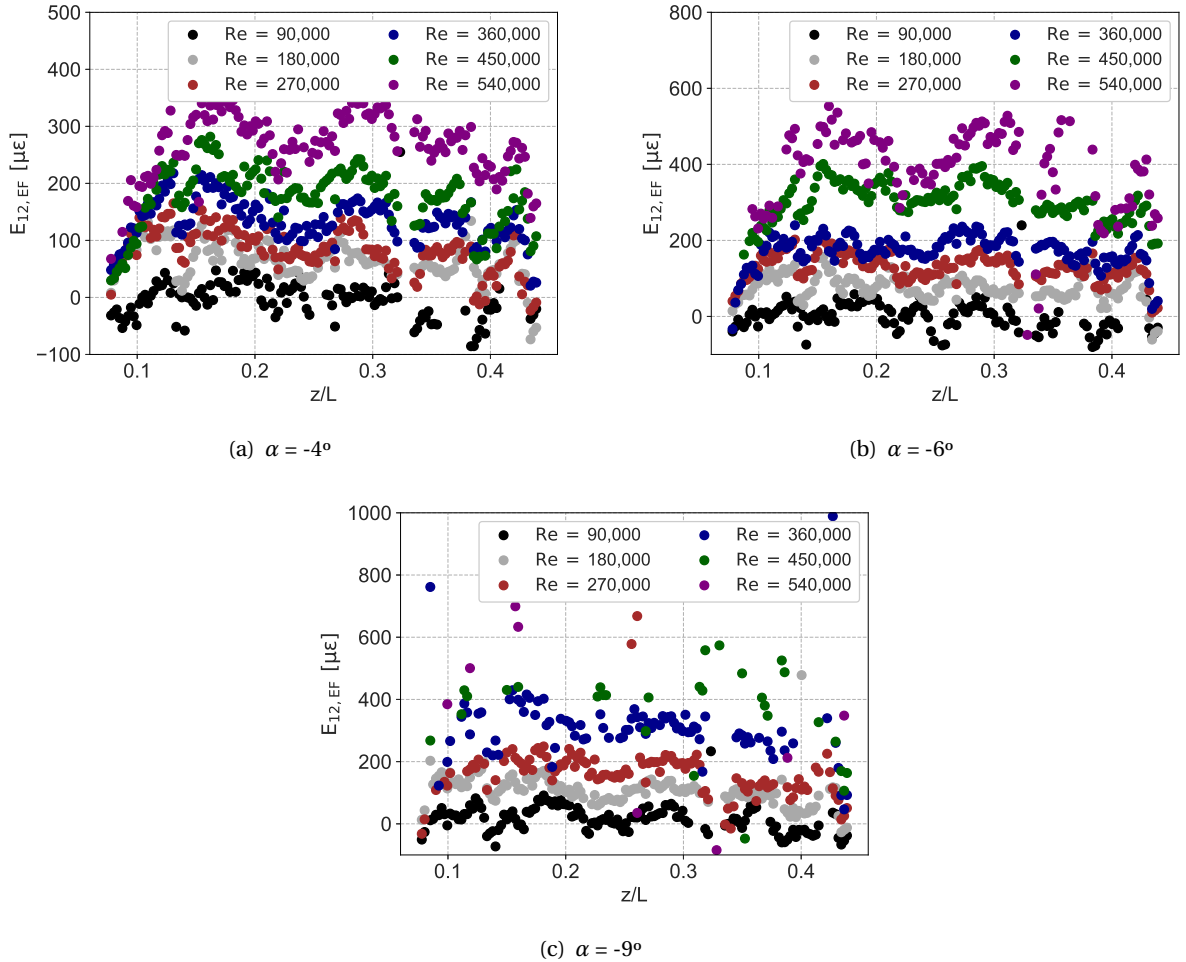 500
400
300
200
100
0
−100
E12, EF [με]
0.1 0.2 0.3 0.4
z/L
Re = 90,000 Re = 360,000
Re = 180,000 Re = 450,000
Re = 270,000 Re = 540,000
(a) α = -4º
800
600
400
200
0
E12, EF [με]
0.1 0.2 0.3 0.4
z/L
Re = 90,000 Re = 360,000
Re = 180,000 Re = 450,000
Re = 270,000 Re = 540,000
(b) α = -6º
1000
800
600
400
200
0
E12, EF [με]
0.1 0.2 0.3 0.4
z/L
Re = 90,000 Re = 360,000
Re = 180,000 Re = 450,000
Re = 270,000 Re = 540,000
(c) α = -9º